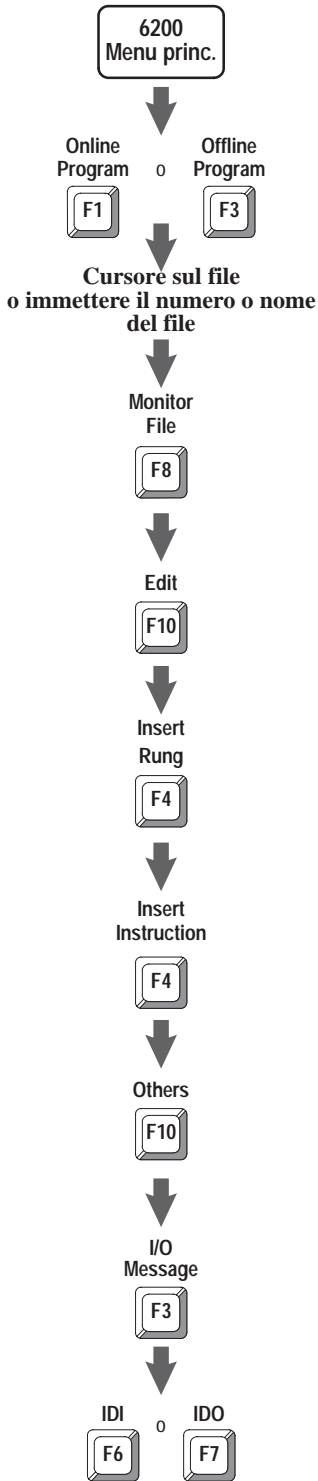 6200
Menu princ.
Online Offline
Program o Program
F1 F3
Cursore sul file
o immettere il numero o nome
del file
Monitor
File
F8
Edit
F10
Insert
Rung
F4
Insert
Instruction
F4
Others
F10
I/O
Message
F3
IDI o IDO
F6 F7